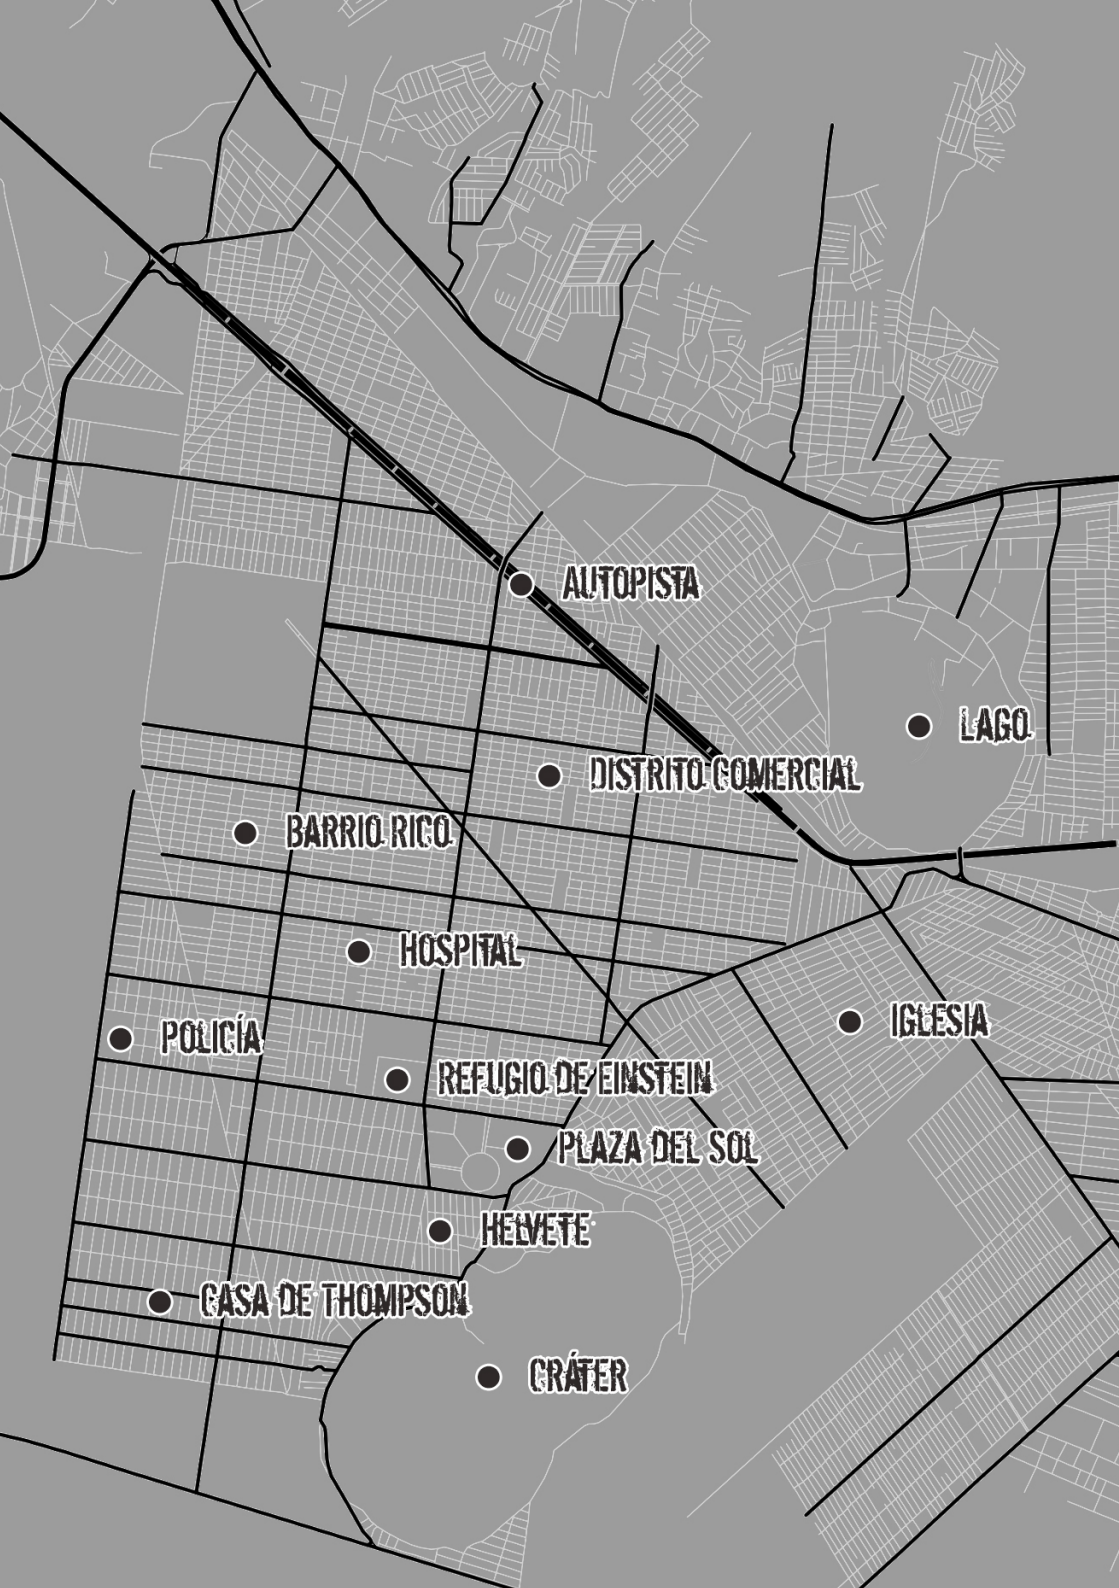 AUTOPISTA
LAGO
DISTRITO COMERCIAL
BARRIO RICO
HOSPITAL
IGLESIA
POLICÍA
REFUGIO DE EINSTEIN
PLAZA DEL SOL
HELVETE
CASA DE THOMPSON
CRÁTER